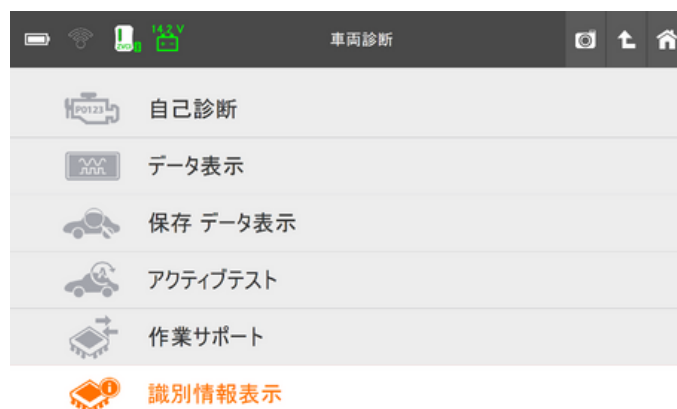 14.2 V
車両診断
P0123
自己診断
データ表示
保存 データ表示
アクティブテスト
作業サポート
識別情報表示